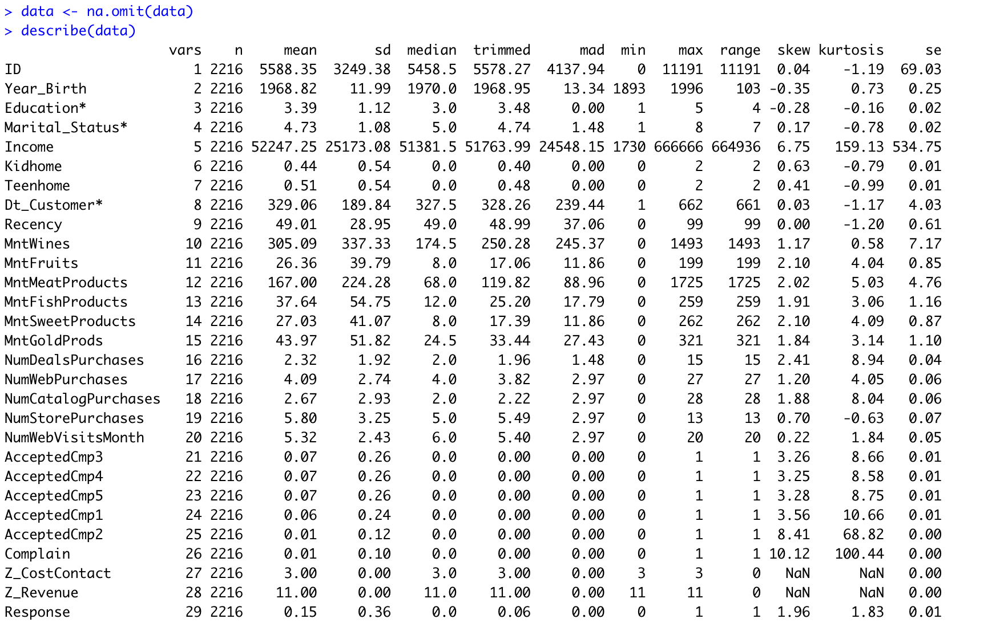 > data <- na.omit(data)
> describe(data)
vars n mean sd median trimmed mad min max range skew kurtosis se
ID 1 2216 5588.35 3249.38 5458.5 5578.27 4137.94 0 11191 11191 0.04 -1.19 69.03
Year_Birth 2 2216 1968.82 11.99 1970.0 1968.95 13.34 1893 1996 103 -0.35 0.73 0.25
Education* 3 2216 3.39 1.12 3.0 3.48 0.00 1 5 4 -0.28 -0.16 0.02
Marital_Status* 4 2216 4.73 1.08 5.0 4.74 1.48 1 8 7 0.17 -0.78 0.02
Income 5 2216 52247.25 25173.08 51381.5 51763.99 24548.15 1730 666666 664936 6.75 159.13 534.75
Kidhome 6 2216 0.44 0.54 0.0 0.40 0.00 0 2 2 0.63 -0.79 0.01
Teenhome 7 2216 0.51 0.54 0.0 0.48 0.00 0 2 2 0.41 -0.99 0.01
Dt_Customer* 8 2216 329.06 189.84 327.5 328.26 239.44 1 662 661 0.03 -1.17 4.03
Recency 9 2216 49.01 28.95 49.0 48.99 37.06 0 99 99 0.00 -1.20 0.61
MntWines 10 2216 305.09 337.33 174.5 250.28 245.37 0 1493 1493 1.17 0.58 7.17
MntFruits 11 2216 26.36 39.79 8.0 17.06 11.86 0 199 199 2.10 4.04 0.85
MntMeatProducts 12 2216 167.00 224.28 68.0 119.82 88.96 0 1725 1725 2.02 5.03 4.76
MntFishProducts 13 2216 37.64 54.75 12.0 25.20 17.79 0 259 259 1.91 3.06 1.16
MntSweetProducts 14 2216 27.03 41.07 8.0 17.39 11.86 0 262 262 2.10 4.09 0.87
MntGoldProds 15 2216 43.97 51.82 24.5 33.44 27.43 0 321 321 1.84 3.14 1.10
NumDealsPurchases 16 2216 2.32 1.92 2.0 1.96 1.48 0 15 15 2.41 8.94 0.04
NumWebPurchases 17 2216 4.09 2.74 4.0 3.82 2.97 0 27 27 1.20 4.05 0.06
NumCatalogPurchases 18 2216 2.67 2.93 2.0 2.22 2.97 0 28 28 1.88 8.04 0.06
NumStorePurchases 19 2216 5.80 3.25 5.0 5.49 2.97 0 13 13 0.70 -0.63 0.07
NumWebVisitsMonth 20 2216 5.32 2.43 6.0 5.40 2.97 0 20 20 0.22 1.84 0.05
AcceptedCmp3 21 2216 0.07 0.26 0.0 0.00 0.00 0 1 1 3.26 8.66 0.01
AcceptedCmp4 22 2216 0.07 0.26 0.0 0.00 0.00 0 1 1 3.25 8.58 0.01
AcceptedCmp5 23 2216 0.07 0.26 0.0 0.00 0.00 0 1 1 3.28 8.75 0.01
AcceptedCmp1 24 2216 0.06 0.24 0.0 0.00 0.00 0 1 1 3.56 10.66 0.01
AcceptedCmp2 25 2216 0.01 0.12 0.0 0.00 0.00 0 1 1 8.41 68.82 0.00
Complain 26 2216 0.01 0.10 0.0 0.00 0.00 0 1 1 10.12 100.44 0.00
Z_CostContact 27 2216 3.00 0.00 3.0 3.00 0.00 3 3 0 NaN NaN 0.00
Z_Revenue 28 2216 11.00 0.00 11.0 11.00 0.00 11 11 0 NaN NaN 0.00
Response 29 2216 0.15 0.36 0.0 0.06 0.00 0 1 1 1.96 1.83 0.01